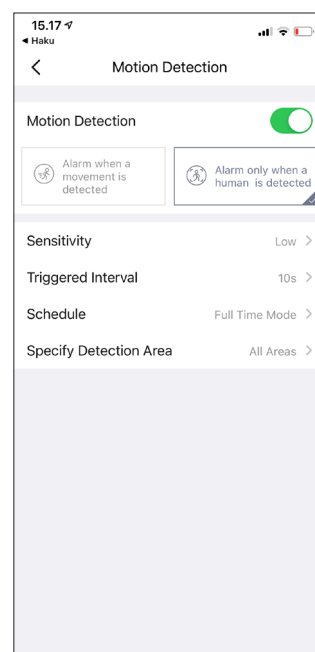 15.17
◀ Haku
Motion Detection
Motion Detection
Alarm when a
movement is
detected
Alarm only when a
human is detected
Sensitivity
Low
Triggered Interval
10s
Schedule
Full Time Mode
Specify Detection Area
All Areas